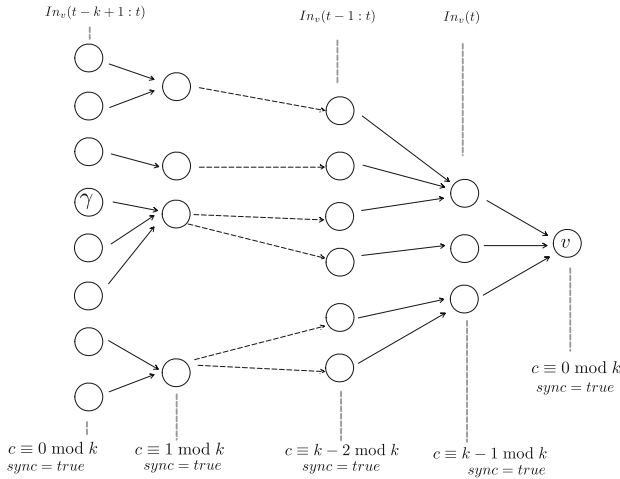 In_v(t − k + 1 : t)
In_v(t − 1 : t)
In_v(t)
γ
v
c ≡ 0 mod k
sync = true
c ≡ 0 mod k
sync = true
c ≡ 1 mod k
sync = true
c ≡ k − 2 mod k
sync = true
c ≡ k − 1 mod k
sync = true